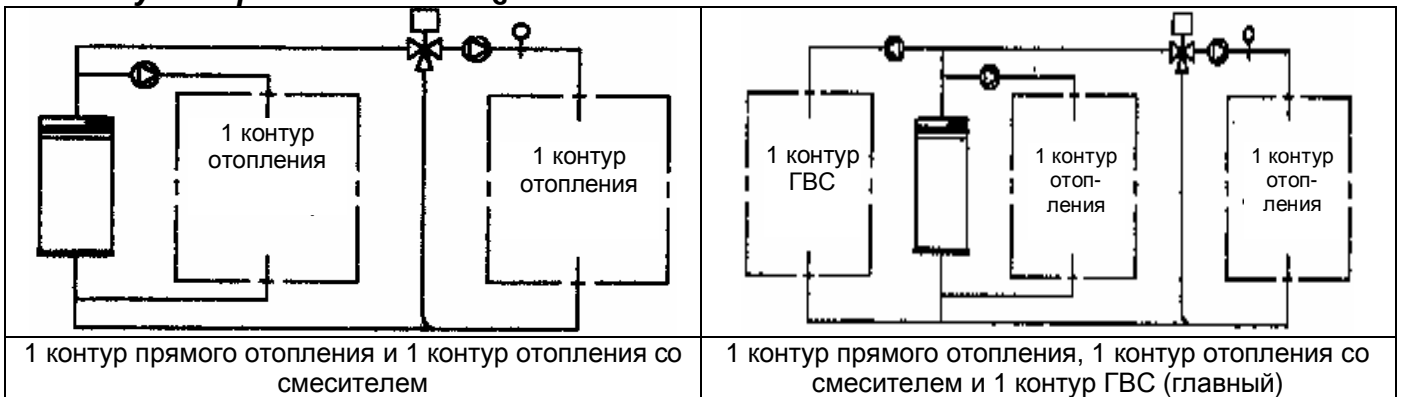 1 контур
отопления
1 контур
отопления
1 контур
ГВС
1 контур
отоп-
ления
1 контур
отоп-
ления
1 контур прямого отопления и 1 контур отопления со
смесителем
1 контур прямого отопления, 1 контур отопления со
смесителем и 1 контур ГВС (главный)